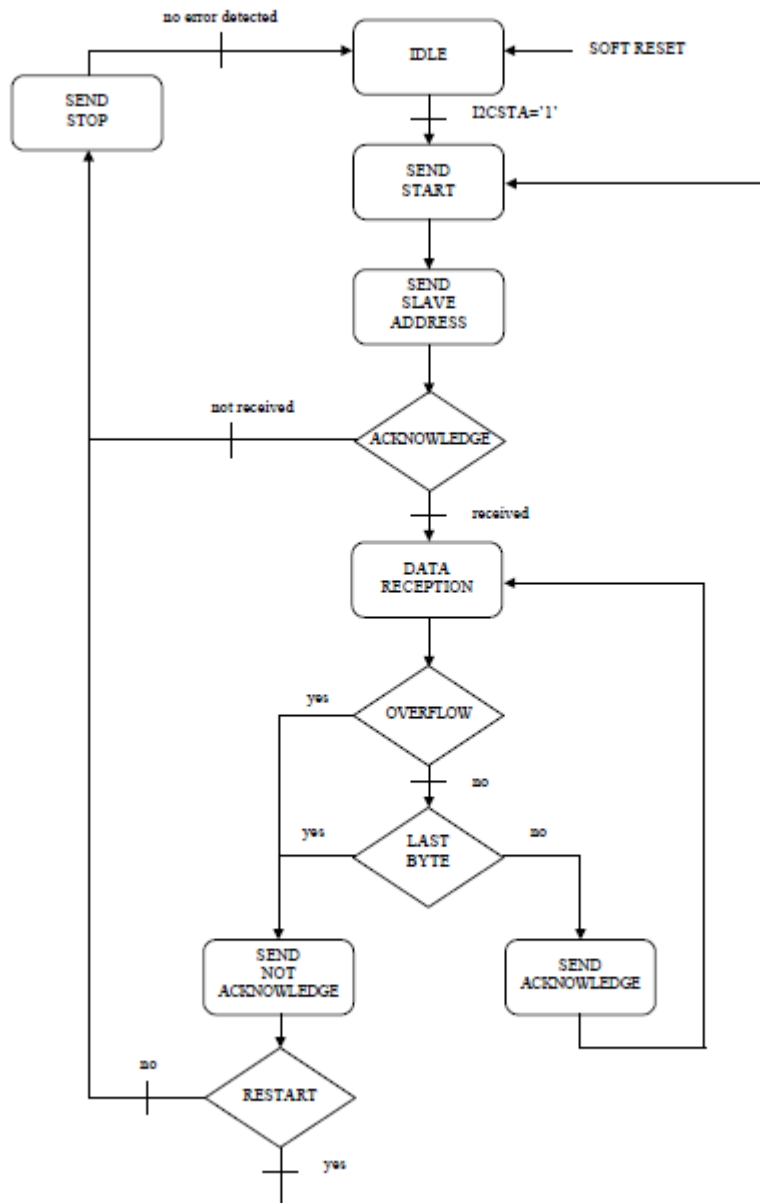 no error detected
IDLE
SOFT RESET
SEND
STOP
I2CSTA='1'
SEND
START
SEND
SLAVE
ADDRESS
not received
ACKNOWLEDGE
received
DATA
RECEPTION
yes
OVERFLOW
no
yes
LAST
BYTE
no
SEND
NOT
ACKNOWLEDGE
SEND
ACKNOWLEDGE
no
RESTART
yes